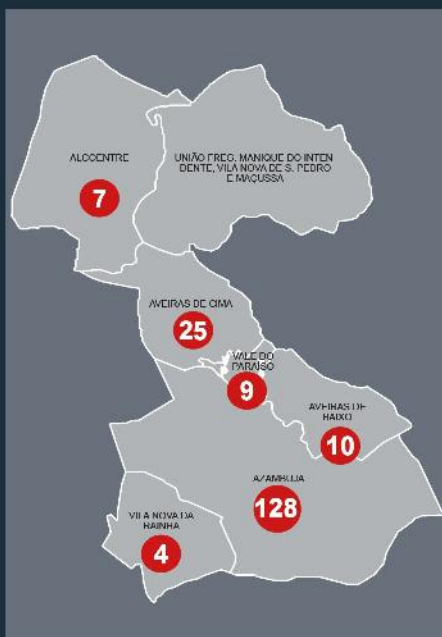 ALCOENTRE
7
UNIÃO FREG. MANIQUE DO INTEN
DENTE, VILA NOVA DE S. PEDRO
E MAÇUSSA
AVEIRAS DE CIMA
25
VALE DO
PARAÍSO
9
AVEIRAS DE
BAIXO
10
AZAMBUJA
128
VILA NOVA DA
RAINHA
4